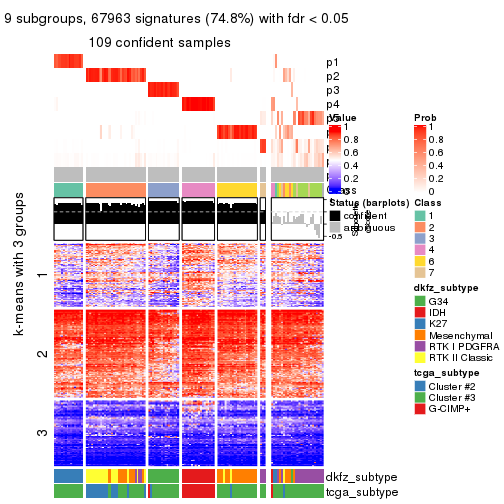 9 subgroups, 67963 signatures (74.8%) with fdr < 0.05
109 confident samples
p1
p2
p3
p4
Value
1
0.8
0.6
0.4
0.2
Prob
1
0.8
0.6
0.4
0.2
0
Status (barplots)
confident
Class
1
2
3
4
6
7
-0.5
k-means with 3 groups
1
2
3
dkfz_subtype
G34
IDH
K27
Mesenchymal
RTK I PDGFRA
RTK II Classic
tcga_subtype
Cluster #2
Cluster #3
G-CIMP+
dkfz_subtype
tcga_subtype